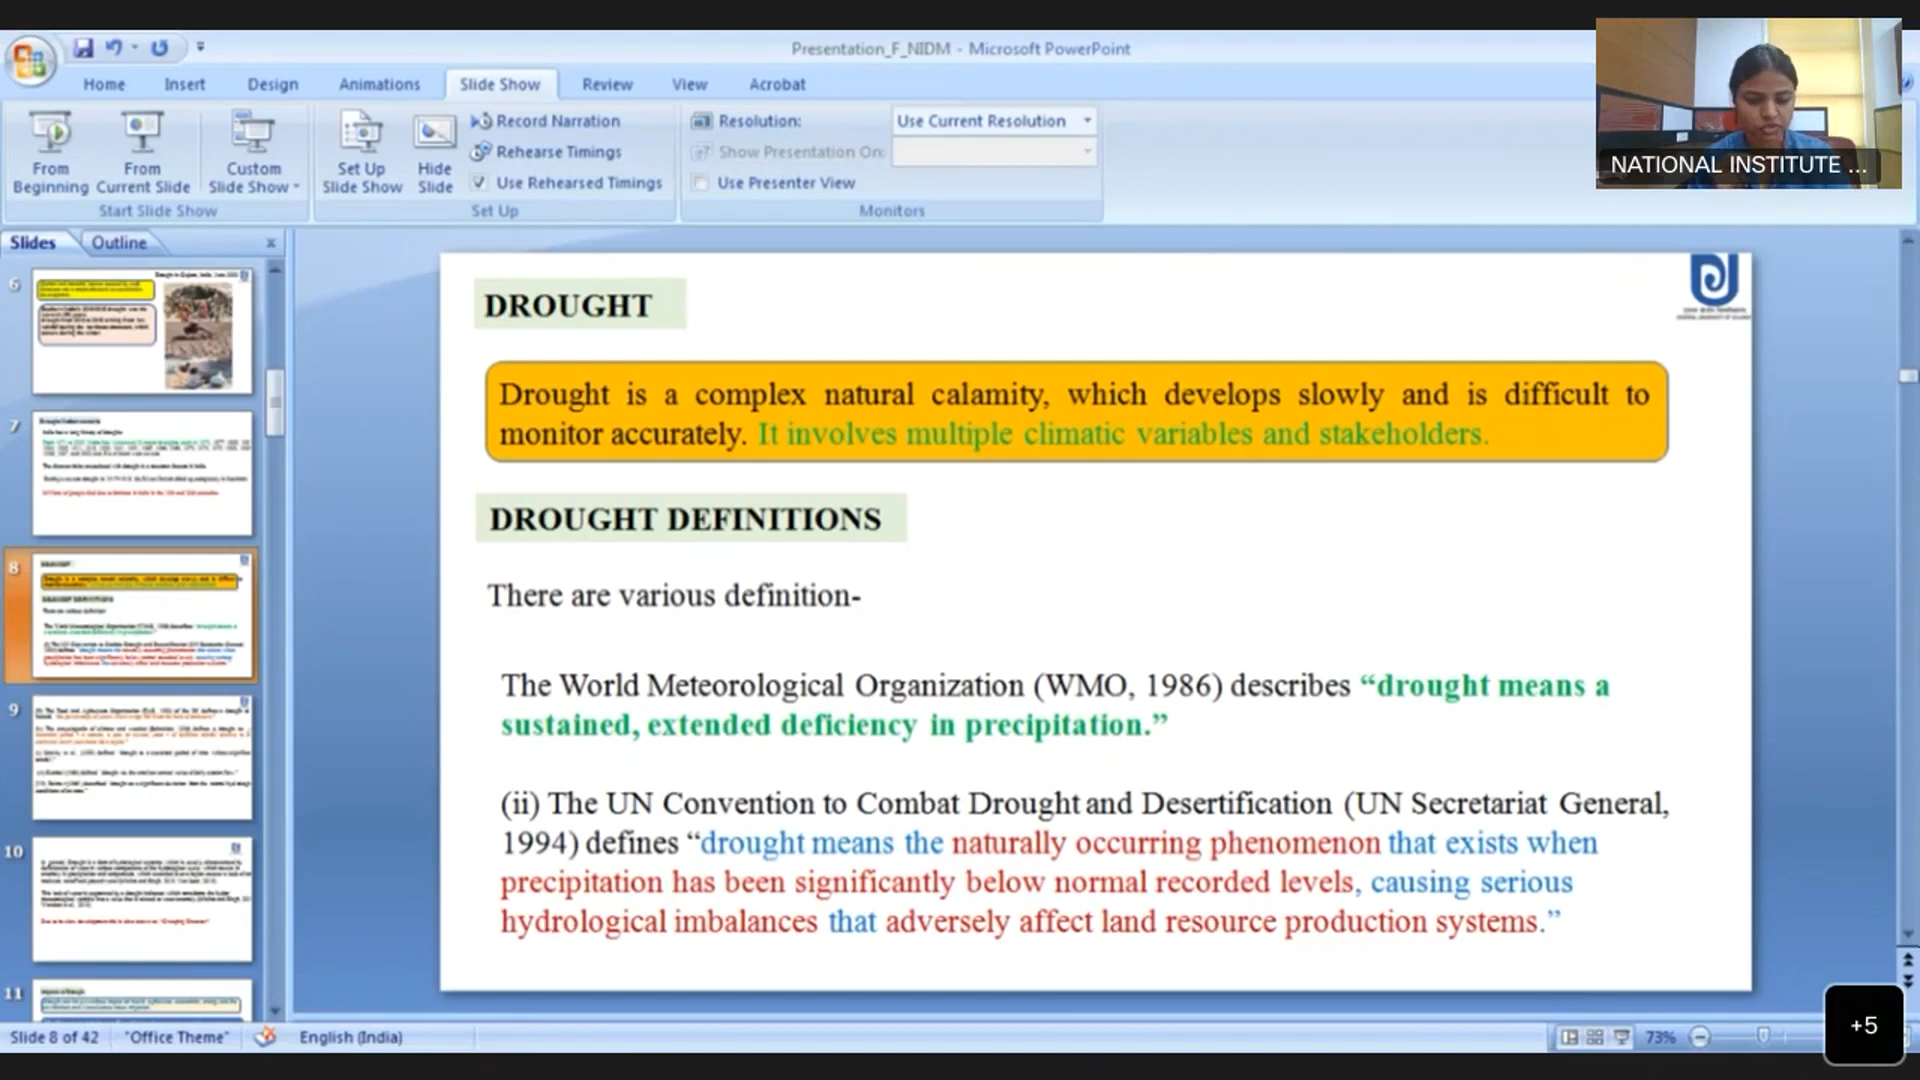 Presentation_F_NIDM - Microsoft PowerPoint
Home Insert Design Animations Slide Show Review View Acrobat
From Beginning
From Current Slide
Custom Slide Show
Start Slide Show
Set Up Slide Show
Hide Slide
Record Narration
Rehearse Timings
Use Rehearsed Timings
Set Up
Resolution: Use Current Resolution
Show Presentation On:
Use Presenter View
Monitors
NATIONAL INSTITUTE ...
Slides Outline
6
7
8
9
10
11
DROUGHT
Drought is a complex natural calamity, which develops slowly and is difficult to
monitor accurately. It involves multiple climatic variables and stakeholders.
DROUGHT DEFINITIONS
There are various definition-
The World Meteorological Organization (WMO, 1986) describes “drought means a
sustained, extended deficiency in precipitation.”
(ii) The UN Convention to Combat Drought and Desertification (UN Secretariat General,
1994) defines “drought means the naturally occurring phenomenon that exists when
precipitation has been significantly below normal recorded levels, causing serious
hydrological imbalances that adversely affect land resource production systems.”
Slide 8 of 42 "Office Theme" English (India) 73%
+5